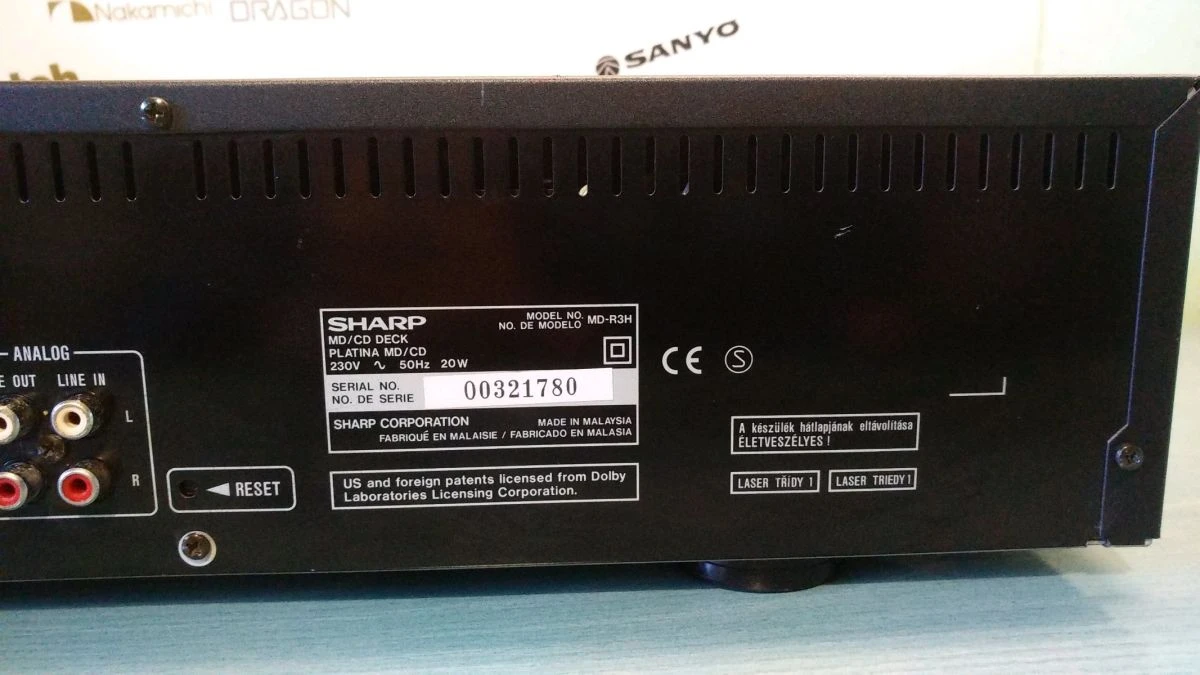 Nakamichi DRAGON
SANYO
ANALOG
E OUT LINE IN
L
R
RESET
SHARP
MODEL NO.
NO. DE MODELO MD-R3H
MD/CD DECK
PLATINA MD/CD
230V ∿ 50Hz 20W
SERIAL NO.
NO. DE SERIE
00321780
SHARP CORPORATION MADE IN MALAYSIA
FABRIQUÉ EN MALAISIE / FABRICADO EN MALASIA
US and foreign patents licensed from Dolby
Laboratories Licensing Corporation.
CE S
A készülék hátlapjának eltávolítása
ÉLETVESZÉLYES !
LASER TŘÍDY 1
LASER TRIEDY 1